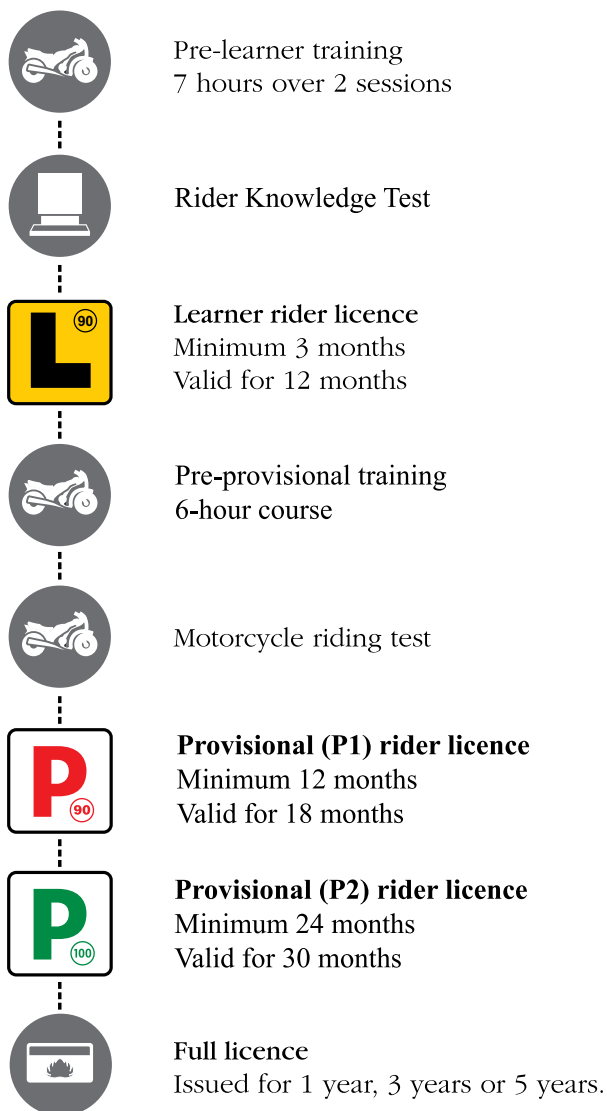 Pre-learner training
7 hours over 2 sessions
Rider Knowledge Test
L 90
Learner rider licence
Minimum 3 months
Valid for 12 months
Pre-provisional training
6-hour course
Motorcycle riding test
P 90
Provisional (P1) rider licence
Minimum 12 months
Valid for 18 months
P 100
Provisional (P2) rider licence
Minimum 24 months
Valid for 30 months
Full licence
Issued for 1 year, 3 years or 5 years.